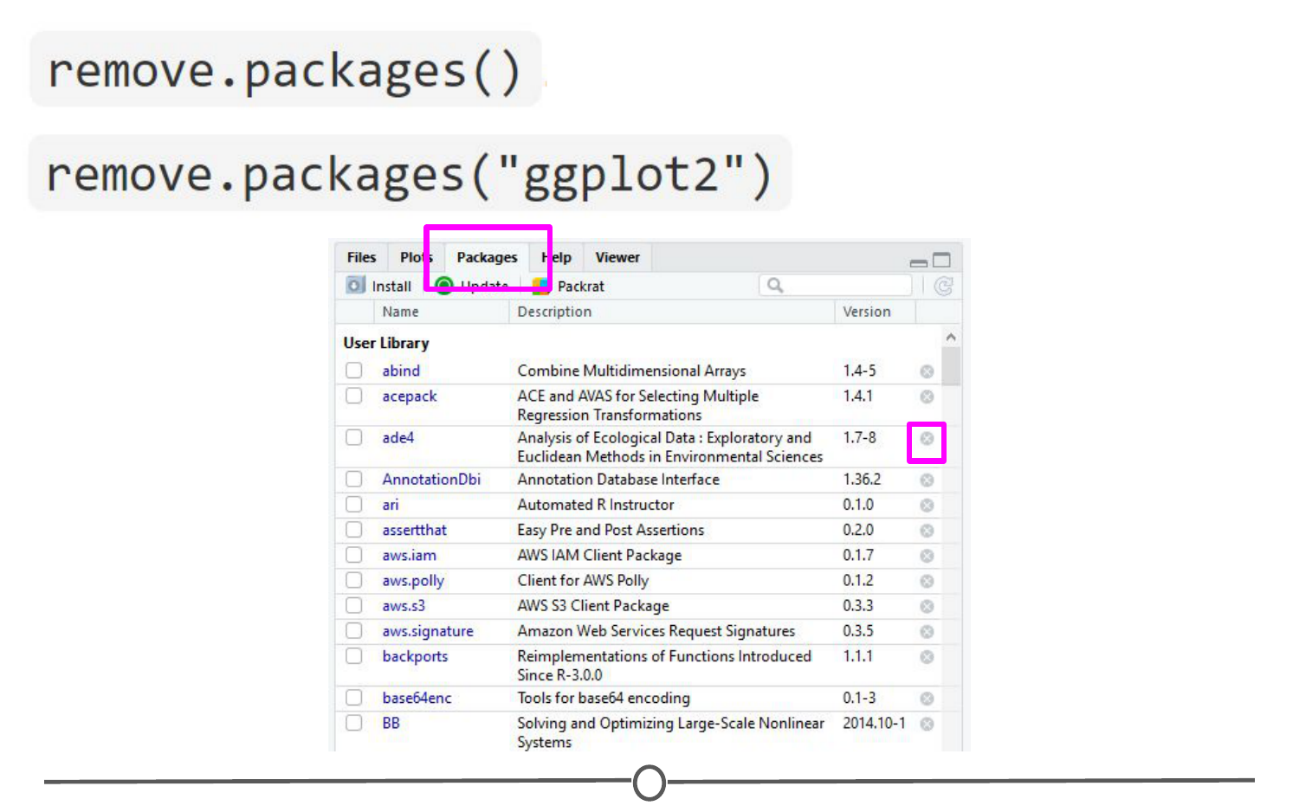 remove.packages()
remove.packages("ggplot2")
Files Plots Packages Help Viewer
Install Update Packrat
Name Description Version
User Library
abind Combine Multidimensional Arrays 1.4-5
acepack ACE and AVAS for Selecting Multiple 1.4.1
Regression Transformations
ade4 Analysis of Ecological Data : Exploratory and 1.7-8
Euclidean Methods in Environmental Sciences
AnnotationDbi Annotation Database Interface 1.36.2
ari Automated R Instructor 0.1.0
assertthat Easy Pre and Post Assertions 0.2.0
aws.iam AWS IAM Client Package 0.1.7
aws.polly Client for AWS Polly 0.1.2
aws.s3 AWS S3 Client Package 0.3.3
aws.signature Amazon Web Services Request Signatures 0.3.5
backports Reimplementations of Functions Introduced 1.1.1
Since R-3.0.0
base64enc Tools for base64 encoding 0.1-3
BB Solving and Optimizing Large-Scale Nonlinear 2014.10-1
Systems